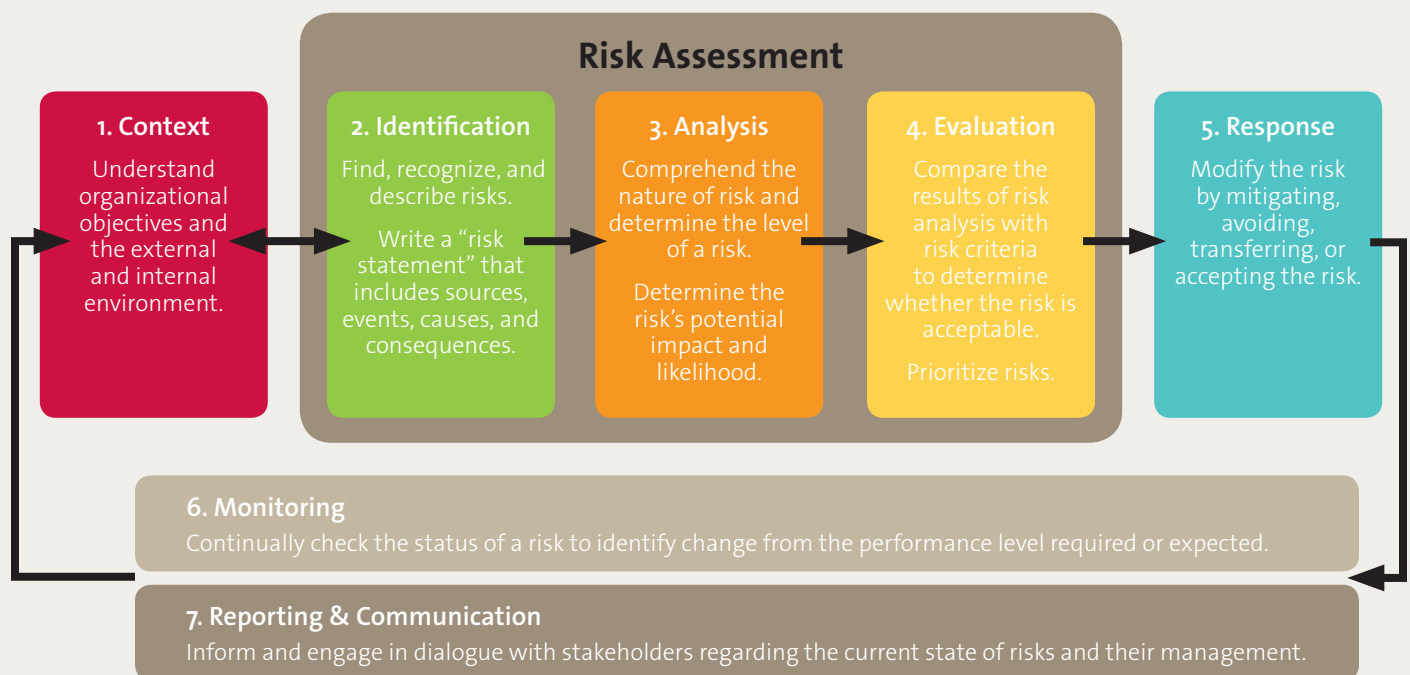 Risk Assessment
1. Context
Understand
organizational
objectives and
the external
and internal
environment.
2. Identification
Find, recognize, and
describe risks.
Write a “risk
statement” that
includes sources,
events, causes, and
consequences.
3. Analysis
Comprehend the
nature of risk and
determine the level
of a risk.
Determine the
risk’s potential
impact and
likelihood.
4. Evaluation
Compare the
results of risk
analysis with
risk criteria
to determine
whether the risk is
acceptable.
Prioritize risks.
5. Response
Modify the risk
by mitigating,
avoiding,
transferring, or
accepting the risk.
6. Monitoring
Continually check the status of a risk to identify change from the performance level required or expected.
7. Reporting & Communication
Inform and engage in dialogue with stakeholders regarding the current state of risks and their management.